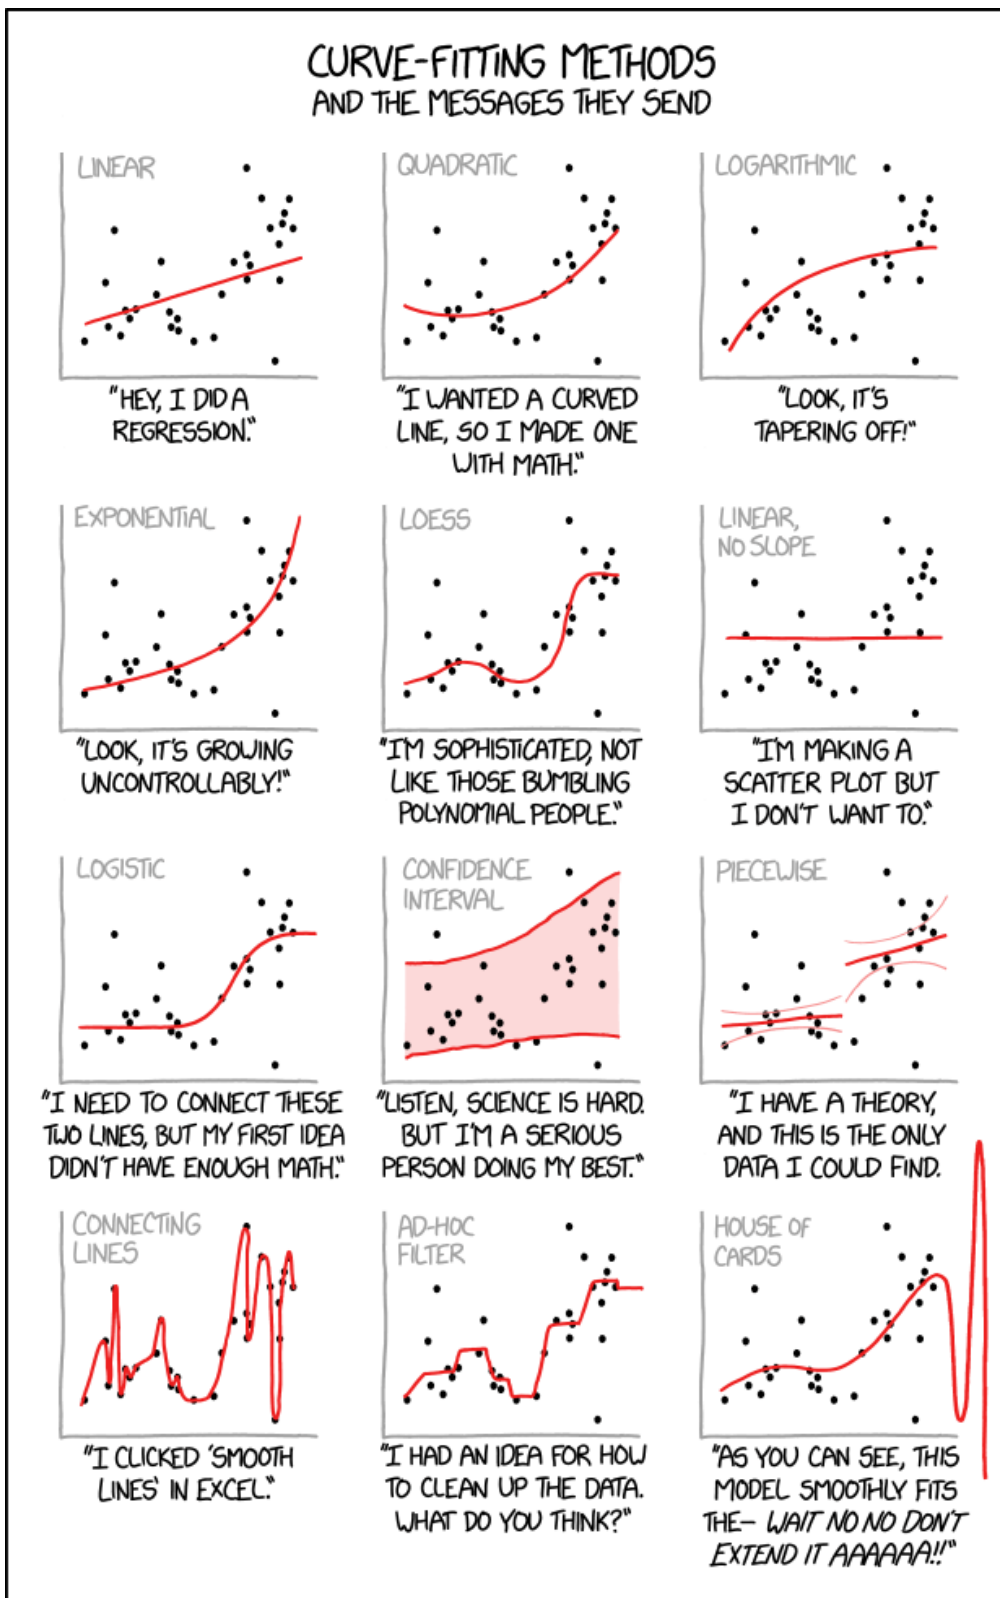 CURVE-FITTING METHODS
AND THE MESSAGES THEY SEND
LINEAR
"HEY, I DID A
REGRESSION."
QUADRATIC
"I WANTED A CURVED
LINE, SO I MADE ONE
WITH MATH."
LOGARITHMIC
"LOOK, IT'S
TAPERING OFF!"
EXPONENTIAL
"LOOK, IT'S GROWING
UNCONTROLLABLY!"
LOESS
"I'M SOPHISTICATED, NOT
LIKE THOSE BUMBLING
POLYNOMIAL PEOPLE."
LINEAR,
NO SLOPE
"I'M MAKING A
SCATTER PLOT BUT
I DON'T WANT TO."
LOGISTIC
"I NEED TO CONNECT THESE
TWO LINES, BUT MY FIRST IDEA
DIDN'T HAVE ENOUGH MATH."
CONFIDENCE
INTERVAL
"LISTEN, SCIENCE IS HARD.
BUT I'M A SERIOUS
PERSON DOING MY BEST."
PIECEWISE
"I HAVE A THEORY,
AND THIS IS THE ONLY
DATA I COULD FIND.
CONNECTING
LINES
"I CLICKED 'SMOOTH
LINES' IN EXCEL."
AD-HOC
FILTER
"I HAD AN IDEA FOR HOW
TO CLEAN UP THE DATA.
WHAT DO YOU THINK?"
HOUSE OF
CARDS
"AS YOU CAN SEE, THIS
MODEL SMOOTHLY FITS
THE- WAIT NO NO DON'T
EXTEND IT AAAAAA!!"